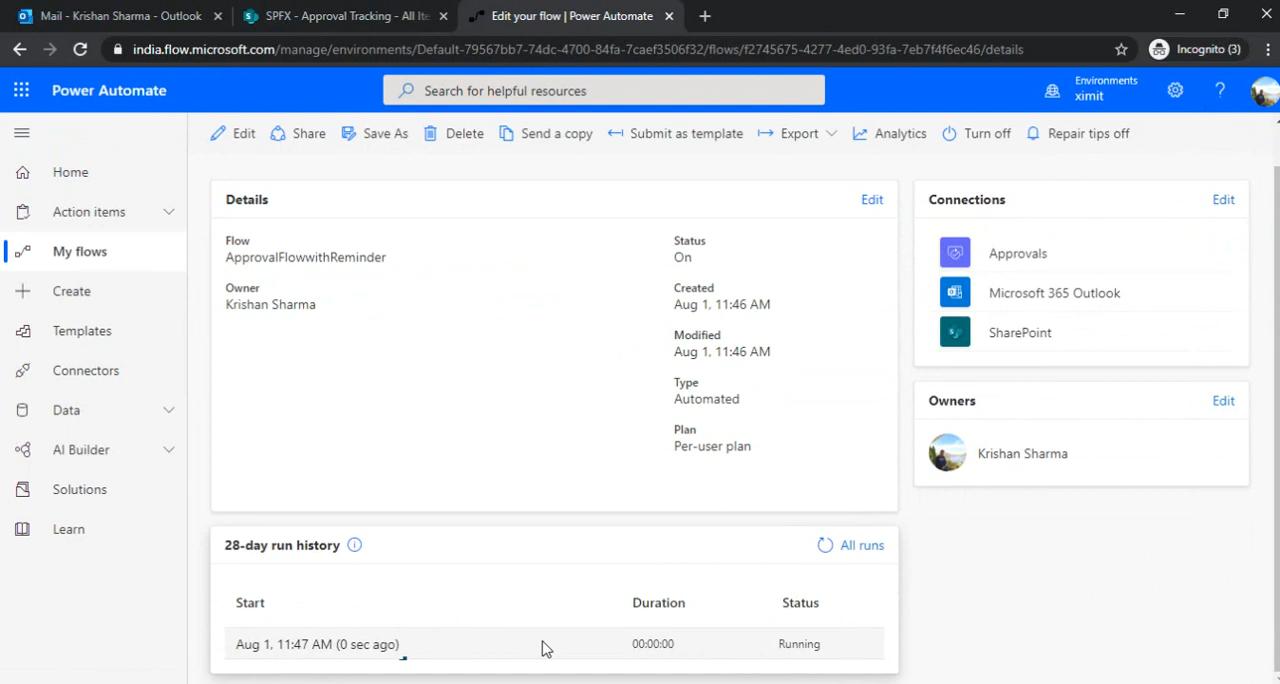 Mail - Krishan Sharma - Outlook
SPFX - Approval Tracking - All Ite
Edit your flow | Power Automate
india.flow.microsoft.com/manage/environments/Default-79567bb7-74dc-4700-84fa-7caef3506f32/flows/f2745675-4277-4ed0-93fa-7eb7f4f6ec46/details
Incognito (3)
Power Automate
Search for helpful resources
Environments
ximit
Edit
Share
Save As
Delete
Send a copy
Submit as template
Export
Analytics
Turn off
Repair tips off
Home
Action items
My flows
Create
Templates
Connectors
Data
AI Builder
Solutions
Learn
Details
Edit
Flow
ApprovalFlowwithReminder
Owner
Krishan Sharma
Status
On
Created
Aug 1, 11:46 AM
Modified
Aug 1, 11:46 AM
Type
Automated
Plan
Per-user plan
Connections
Edit
Approvals
Microsoft 365 Outlook
SharePoint
Owners
Edit
Krishan Sharma
28-day run history
All runs
Start
Duration
Status
Aug 1, 11:47 AM (0 sec ago)
00:00:00
Running